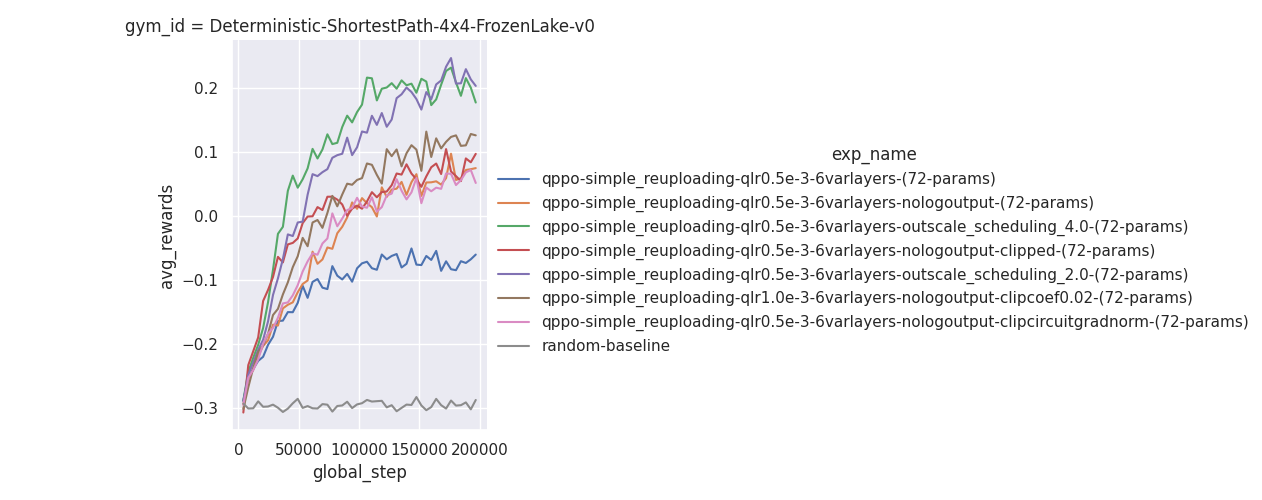 gym_id = Deterministic-ShortestPath-4x4-FrozenLake-v0
0.2
0.1
0.0
−0.1
−0.2
−0.3
avg_rewards
0 50000 100000 150000 200000
global_step
exp_name
qppo-simple_reuploading-qlr0.5e-3-6varlayers-(72-params)
qppo-simple_reuploading-qlr0.5e-3-6varlayers-nologoutput-(72-params)
qppo-simple_reuploading-qlr0.5e-3-6varlayers-outscale_scheduling_4.0-(72-params)
qppo-simple_reuploading-qlr0.5e-3-6varlayers-nologoutput-clipped-(72-params)
qppo-simple_reuploading-qlr0.5e-3-6varlayers-outscale_scheduling_2.0-(72-params)
qppo-simple_reuploading-qlr1.0e-3-6varlayers-nologoutput-clipcoef0.02-(72-params)
qppo-simple_reuploading-qlr0.5e-3-6varlayers-nologoutput-clipcircuitgradnorm-(72-params)
random-baseline